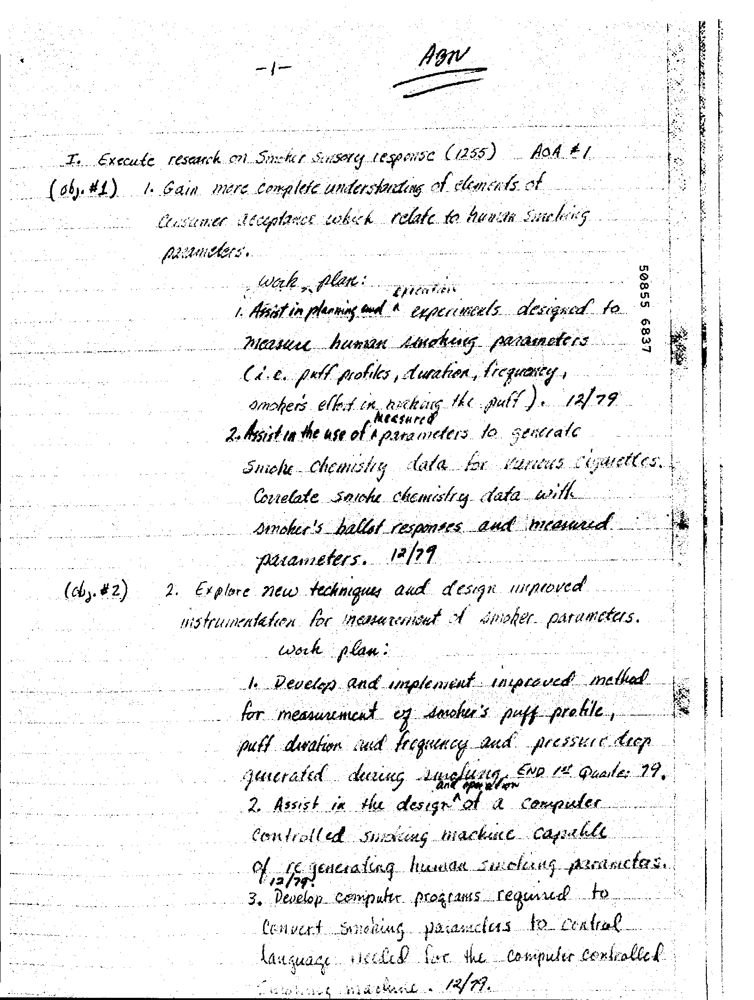 -1-
I. Execute research on Smoker Sensory response (1255) AOA #1
(obj. #1) 1. Gain more complete understanding of elements of
consumer acceptance which relate to human smoking
parameters.
work plan:
execution
1. Assist in planning and ^ experiments designed to
measure human smoking parameters
(i.e. puff profiles, duration, frequency,
smoker's effort in making the puff). 12/79
measured
2. Assist in the use of ^ parameters to generate
smoke chemistry data for various cigarettes.
Correlate smoke chemistry data with
smoker's ballot responses and measured
parameters. 12/79
(obj. #2) 2. Explore new techniques and design improved
instrumentation for measurement of smoker parameters.
work plan:
1. Develop and implement improved method
for measurement of smoker's puff profile,
puff duration and frequency and pressure drop
generated during smoking. END 1st Quarter 79.
and operation
2. Assist in the design ^ of a computer
controlled smoking machine capable
of regenerating human smoking parameters.
12/79.
3. Develop computer programs required to
convert smoking parameters to control
language needed for the computer controlled
smoking machine. 12/79.
50855 6837